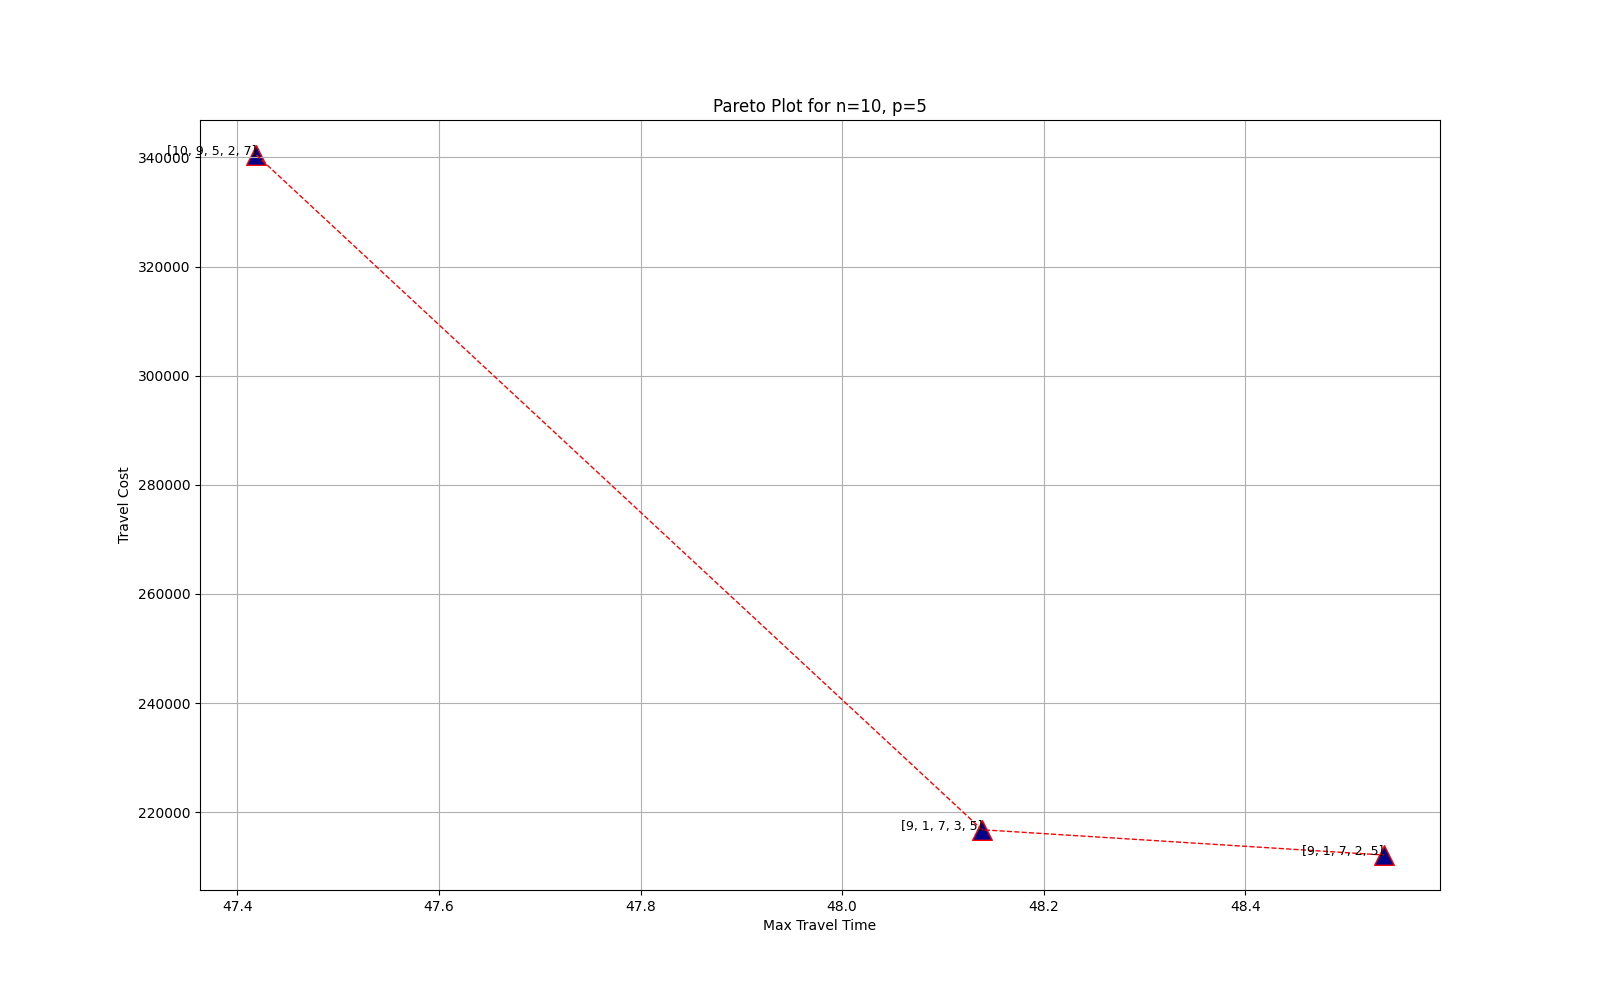 Pareto Plot for n=10, p=5
[10, 9, 5, 2, 7]
340000
320000
300000
280000
260000
240000
220000
Travel Cost
[9, 1, 7, 3, 5]
[9, 1, 7, 2, 5]
47.4
47.6
47.8
48.0
48.2
48.4
Max Travel Time